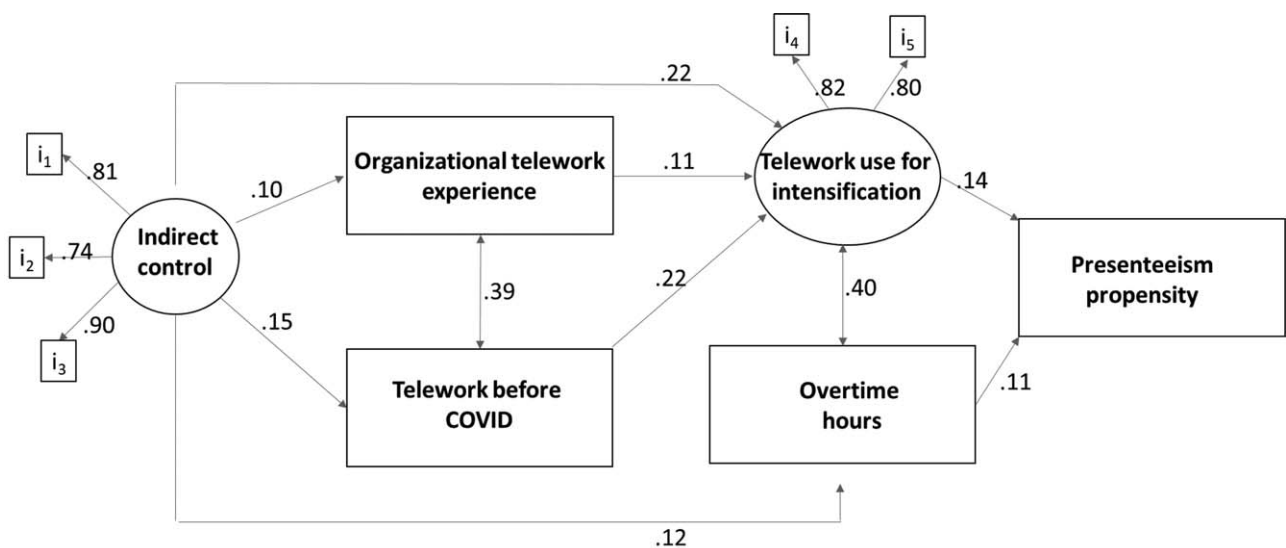 i₄
i₅
.22
.82
.80
i₁
.81
Organizational telework
experience
.11
Telework use for
intensification
.14
.10
Indirect
control
i₂
.74
.39
.22
.40
Presenteeism
propensity
.90
i₃
.15
Telework before
COVID
Overtime
hours
.11
.12